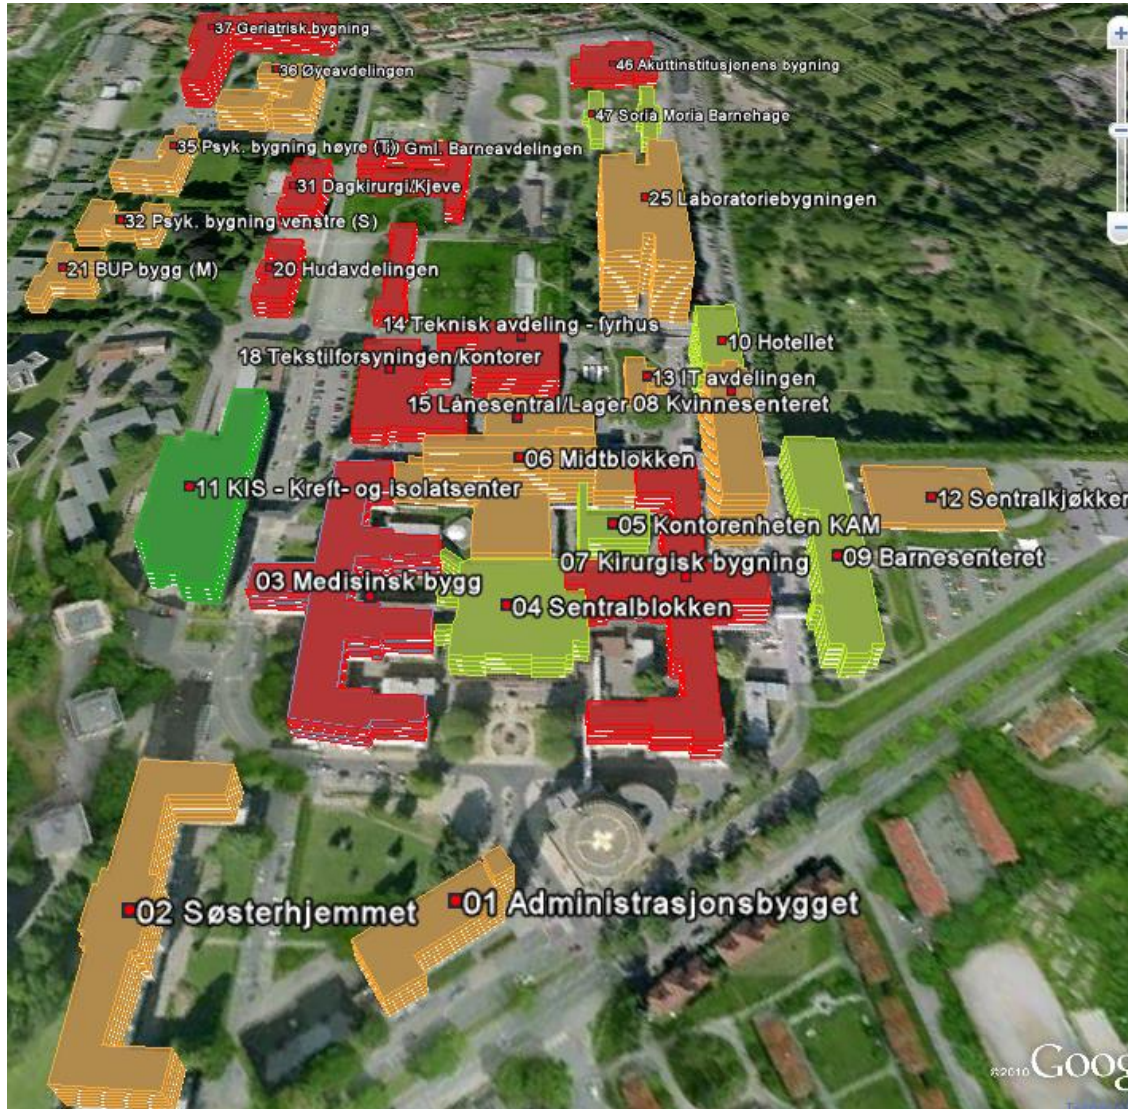 37 Geriatrisk.bygning
36 Øyeavdelingen
46 Akuttinstitusjonens bygning
47 Soria Moria Barnehage
35 Psyk. bygning høyre (T)
Gml. Barneavdelingen
31 Dagkirurgi/Kjeve
25 Laboratoriebygningen
32 Psyk. bygning venstre (S)
21 BUP bygg (M)
20 Hudavdelingen
14 Teknisk avdeling - fyrhus
10 Hotellet
18 Tekstilforsyningen/kontorer
13 IT avdelingen
15 Lånesentral/Lager
08 Kvinnesenteret
06 Midtblokken
11 KIS - Kreft- og isolatsenter
12 Sentralkjøkken
05 Kontorenheten KAM
09 Barnesenteret
07 Kirurgisk bygning
03 Medisinsk bygg
04 Sentralblokken
02 Søsterhjemmet
01 Administrasjonsbygget
©2010 Goog